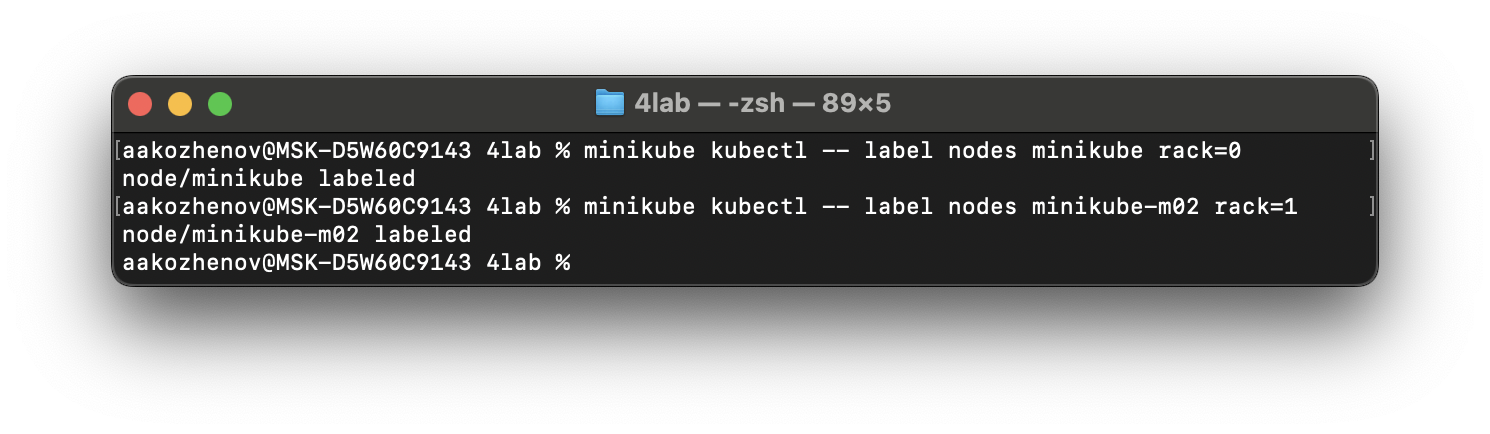 4lab — -zsh — 89×5
[aakozhenov@MSK-D5W60C9143 4lab % minikube kubectl -- label nodes minikube rack=0 ]
node/minikube labeled
[aakozhenov@MSK-D5W60C9143 4lab % minikube kubectl -- label nodes minikube-m02 rack=1 ]
node/minikube-m02 labeled
aakozhenov@MSK-D5W60C9143 4lab %